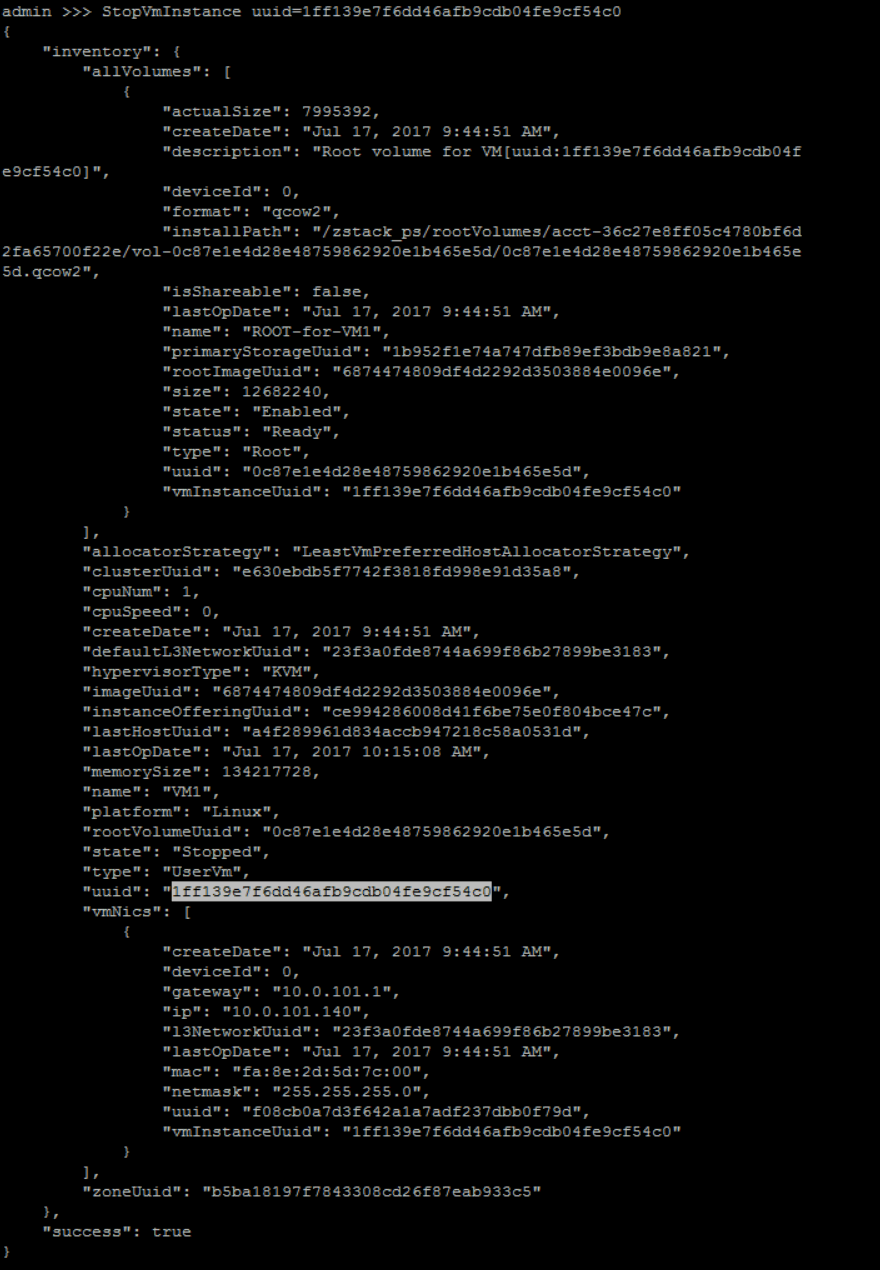 admin >>> StopVmInstance uuid=1ff139e7f6dd46afb9cdb04fe9cf54c0
{
    "inventory": {
        "allVolumes": [
            {
                "actualSize": 7995392,
                "createDate": "Jul 17, 2017 9:44:51 AM",
                "description": "Root volume for VM[uuid:1ff139e7f6dd46afb9cdb04f
e9cf54c0]",
                "deviceId": 0,
                "format": "qcow2",
                "installPath": "/zstack_ps/rootVolumes/acct-36c27e8ff05c4780bf6d
2fa65700f22e/vol-0c87e1e4d28e48759862920e1b465e5d/0c87e1e4d28e48759862920e1b465e
5d.qcow2",
                "isShareable": false,
                "lastOpDate": "Jul 17, 2017 9:44:51 AM",
                "name": "ROOT-for-VM1",
                "primaryStorageUuid": "1b952f1e74a747dfb89ef3bdb9e8a821",
                "rootImageUuid": "6874474809df4d2292d3503884e0096e",
                "size": 12682240,
                "state": "Enabled",
                "status": "Ready",
                "type": "Root",
                "uuid": "0c87e1e4d28e48759862920e1b465e5d",
                "vmInstanceUuid": "1ff139e7f6dd46afb9cdb04fe9cf54c0"
            }
        ],
        "allocatorStrategy": "LeastVmPreferredHostAllocatorStrategy",
        "clusterUuid": "e630ebdb5f7742f3818fd998e91d35a8",
        "cpuNum": 1,
        "cpuSpeed": 0,
        "createDate": "Jul 17, 2017 9:44:51 AM",
        "defaultL3NetworkUuid": "23f3a0fde8744a699f86b27899be3183",
        "hypervisorType": "KVM",
        "imageUuid": "6874474809df4d2292d3503884e0096e",
        "instanceOfferingUuid": "ce994286008d41f6be75e0f804bce47c",
        "lastHostUuid": "a4f289961d834accb947218c58a0531d",
        "lastOpDate": "Jul 17, 2017 10:15:08 AM",
        "memorySize": 134217728,
        "name": "VM1",
        "platform": "Linux",
        "rootVolumeUuid": "0c87e1e4d28e48759862920e1b465e5d",
        "state": "Stopped",
        "type": "UserVm",
        "uuid": "1ff139e7f6dd46afb9cdb04fe9cf54c0",
        "vmNics": [
            {
                "createDate": "Jul 17, 2017 9:44:51 AM",
                "deviceId": 0,
                "gateway": "10.0.101.1",
                "ip": "10.0.101.140",
                "l3NetworkUuid": "23f3a0fde8744a699f86b27899be3183",
                "lastOpDate": "Jul 17, 2017 9:44:51 AM",
                "mac": "fa:8e:2d:5d:7c:00",
                "netmask": "255.255.255.0",
                "uuid": "f08cb0a7d3f642a1a7adf237dbb0f79d",
                "vmInstanceUuid": "1ff139e7f6dd46afb9cdb04fe9cf54c0"
            }
        ],
        "zoneUuid": "b5ba18197f7843308cd26f87eab933c5"
    },
    "success": true
}